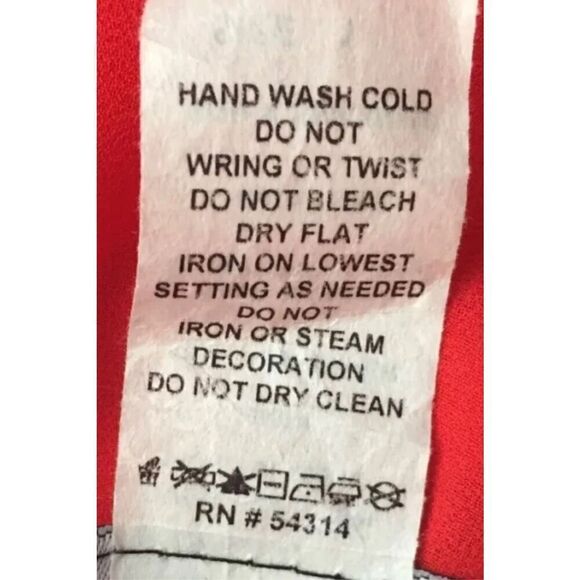 HAND WASH COLD
DO NOT
WRING OR TWIST
DO NOT BLEACH
DRY FLAT
IRON ON LOWEST
SETTING AS NEEDED
DO NOT
IRON OR STEAM
DECORATION
DO NOT DRY CLEAN
RN # 54314